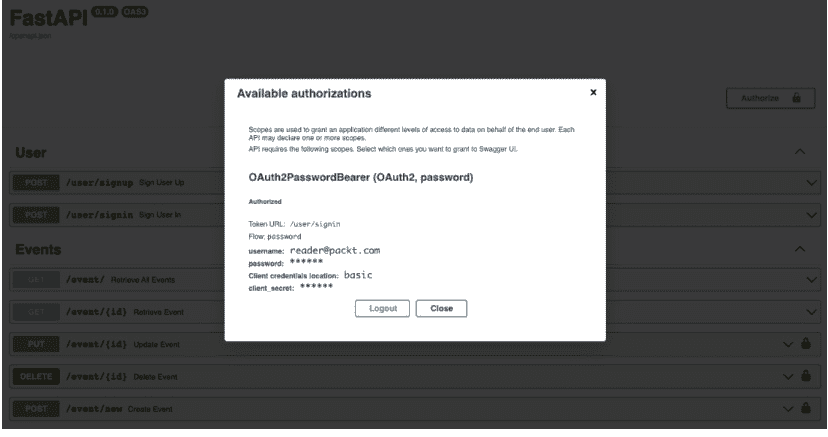 FastAPI 0.1.0 OAS3
/openapi.json
Available authorizations
Scopes are used to grant an application different levels of access to data on behalf of the end user. Each
API may declare one or more scopes.
API requires the following scopes. Select which ones you want to grant to Swagger UI.
Authorize
OAuth2PasswordBearer (OAuth2, password)
Authorized
Token URL: /user/signin
Flow: password
username: reader@packt.com
password: ******
Client credentials location: basic
client_secret: ******
Logout Close
User
POST /user/signup Sign User Up
POST /user/signin Sign User In
Events
GET /event/ Retrieve All Events
GET /event/{id} Retrieve Event
PUT /event/{id} Update Event
DELETE /event/{id} Delete Event
POST /event/new Create Event